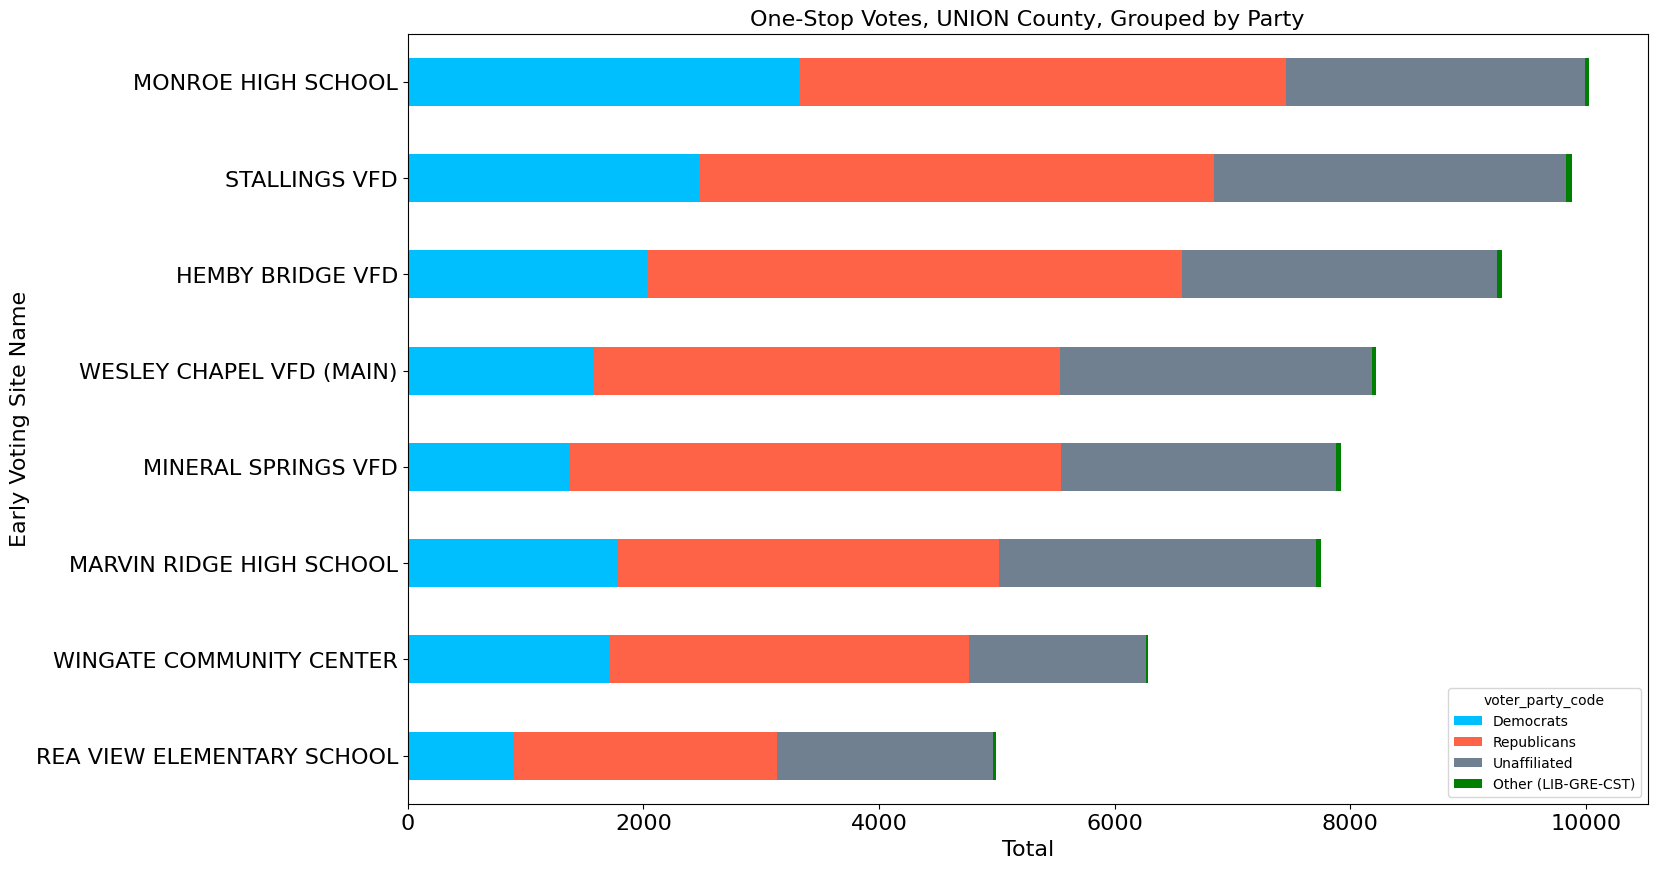 One-Stop Votes, UNION County, Grouped by Party
Early Voting Site Name
MONROE HIGH SCHOOL
STALLINGS VFD
HEMBY BRIDGE VFD
WESLEY CHAPEL VFD (MAIN)
MINERAL SPRINGS VFD
MARVIN RIDGE HIGH SCHOOL
WINGATE COMMUNITY CENTER
REA VIEW ELEMENTARY SCHOOL
voter_party_code
Democrats
Republicans
Unaffiliated
Other (LIB-GRE-CST)
0 2000 4000 6000 8000 10000
Total